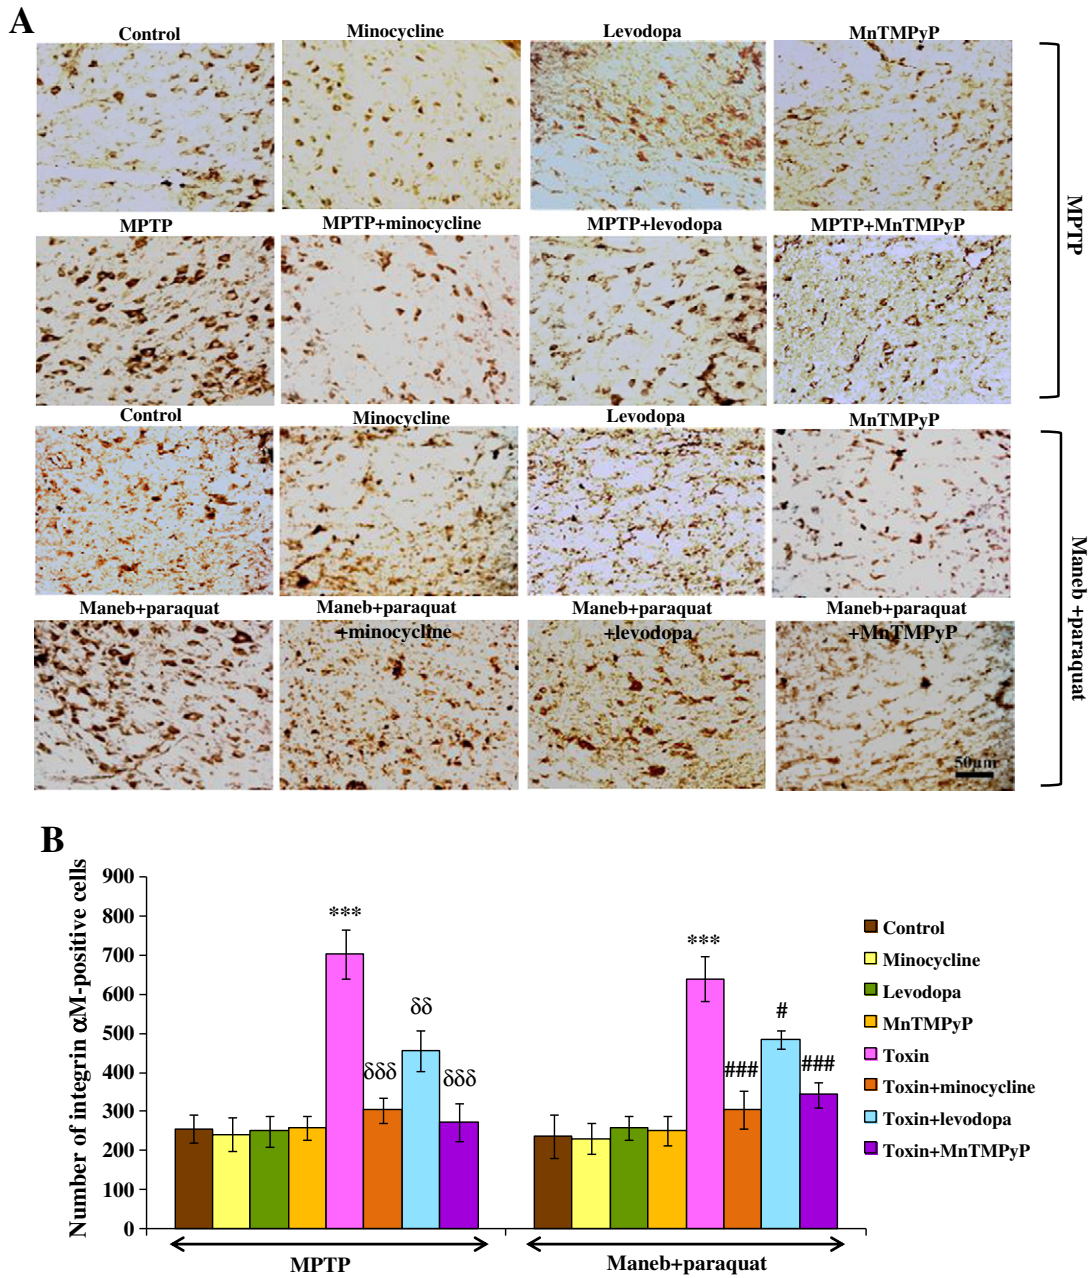 A
Control Minocycline Levodopa MnTMPyP
MPTP MPTP+minocycline MPTP+levodopa MPTP+MnTMPyP
MPTP
Control Minocycline Levodopa MnTMPyP
Maneb+paraquat Maneb+paraquat Maneb+paraquat Maneb+paraquat
+minocycline +levodopa +MnTMPyP
50µm
Maneb +paraquat
B
Number of integrin αM-positive cells
900
800
700
600
500
400
300
200
100
0
***
δδδ
δδ
δδδ
***
###
#
###
MPTP
Maneb+paraquat
Control
Minocycline
Levodopa
MnTMPyP
Toxin
Toxin+minocycline
Toxin+levodopa
Toxin+MnTMPyP